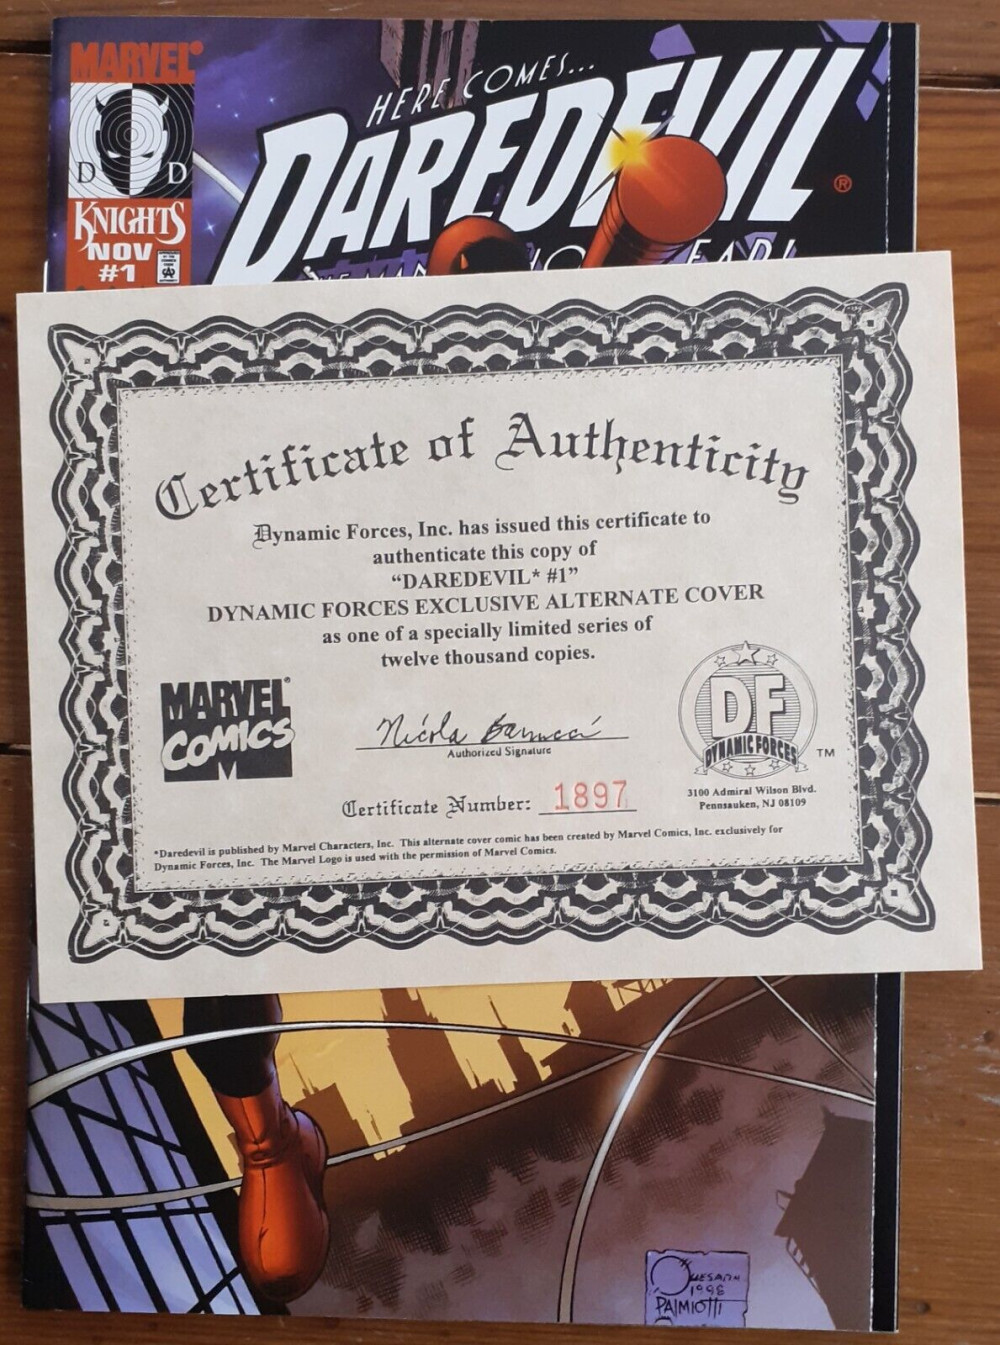 MARVEL®
HERE COMES...
DAREDEVIL®
D D
KNIGHTS
NOV
#1
Certificate of Authenticity
Dynamic Forces, Inc. has issued this certificate to
authenticate this copy of
“DAREDEVIL* #1”
DYNAMIC FORCES EXCLUSIVE ALTERNATE COVER
as one of a specially limited series of
twelve thousand copies.
MARVEL®
COMICS
Authorized Signature
DF
DYNAMIC FORCES TM
3100 Admiral Wilson Blvd.
Pennsauken, NJ 08109
Certificate Number: 1897
*Daredevil is published by Marvel Characters, Inc. This alternate cover comic has been created by Marvel Comics, Inc. exclusively for
Dynamic Forces, Inc. The Marvel Logo is used with the permission of Marvel Comics.
QUESADA
1998
PALMIOTTI